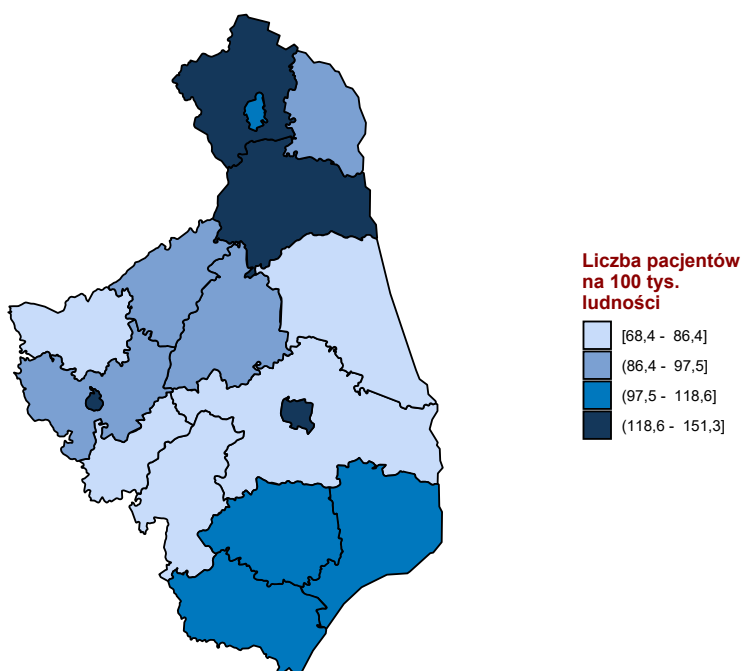 Liczba pacjentów
na 100 tys.
ludności
[68,4 - 86,4]
(86,4 - 97,5]
(97,5 - 118,6]
(118,6 - 151,3]